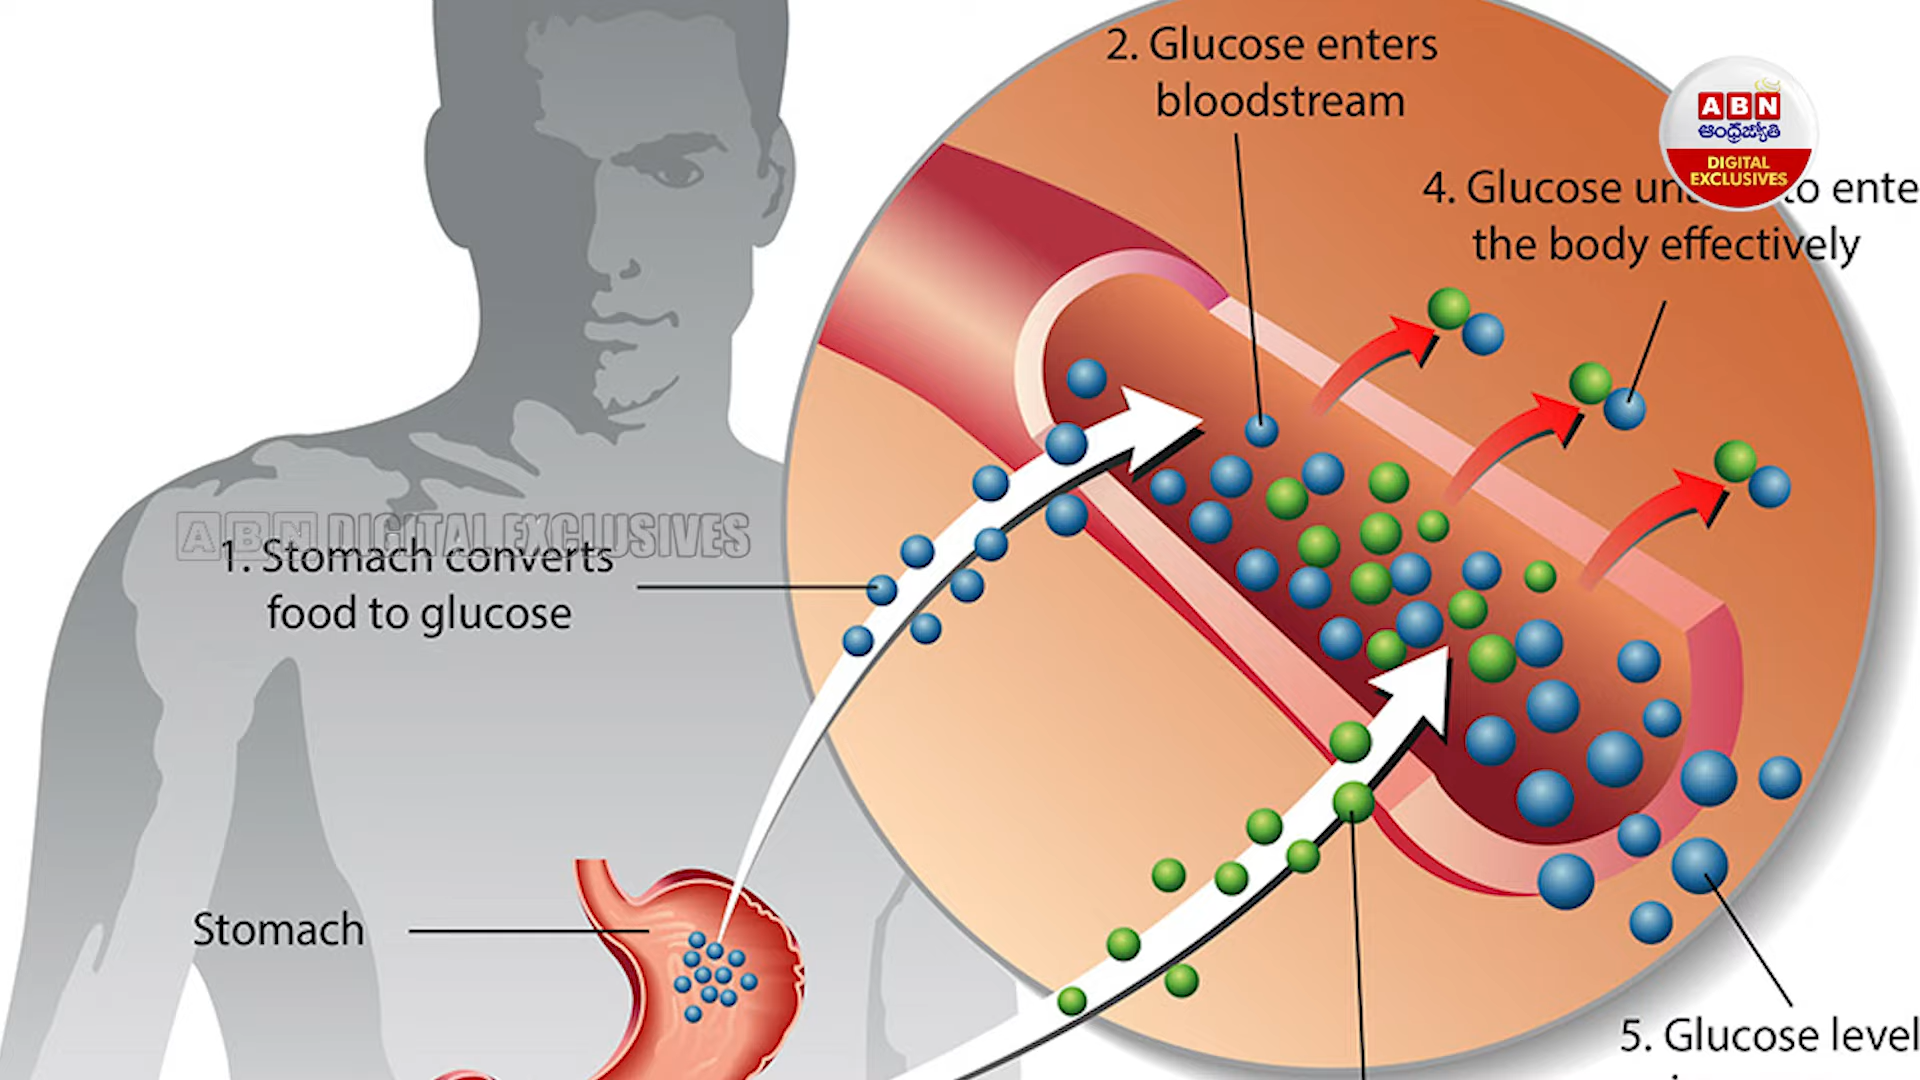 2. Glucose enters
bloodstream
ABN
ఆంధ్రజ్యోతి
DIGITAL
EXCLUSIVES
4. Glucose un to ente
the body effectively
ABN DIGITAL EXCLUSIVES
1. Stomach converts
food to glucose
Stomach
5. Glucose level